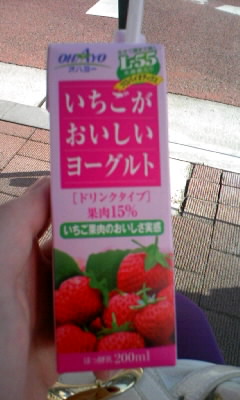 OHAYO
オハヨー
L-55
いちごが
おいしい
ヨーグルト
[ドリンクタイプ]
果肉15%
いちご果肉のおいしさ実感
200ml